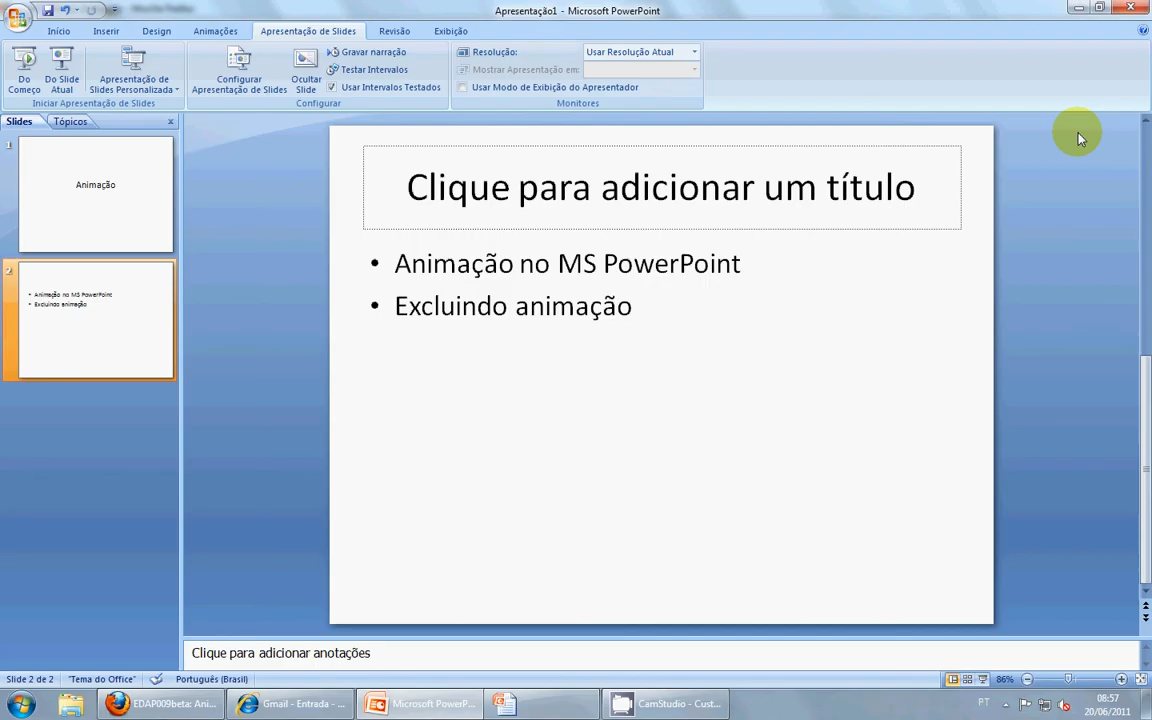 Apresentação1 - Microsoft PowerPoint
Início Inserir Design Animações Apresentação de Slides Revisão Exibição
Do Começo
Do Slide Atual
Apresentação de Slides Personalizada
Iniciar Apresentação de Slides
Configurar Apresentação de Slides
Ocultar Slide
Gravar narração
Testar Intervalos
Usar Intervalos Testados
Configurar
Resolução: Usar Resolução Atual
Mostrar Apresentação em:
Usar Modo de Exibição do Apresentador
Monitores
Slides Tópicos
1
Animação
2
• Animação no MS PowerPoint
• Excluindo animação
Clique para adicionar um título
• Animação no MS PowerPoint
• Excluindo animação
Clique para adicionar anotações
Slide 2 de 2 "Tema do Office" Português (Brasil) 86%
EDAP009beta: Ani... Gmail - Entrada - ... Microsoft PowerP... CamStudio - Cust... PT 08:57
20/06/2011